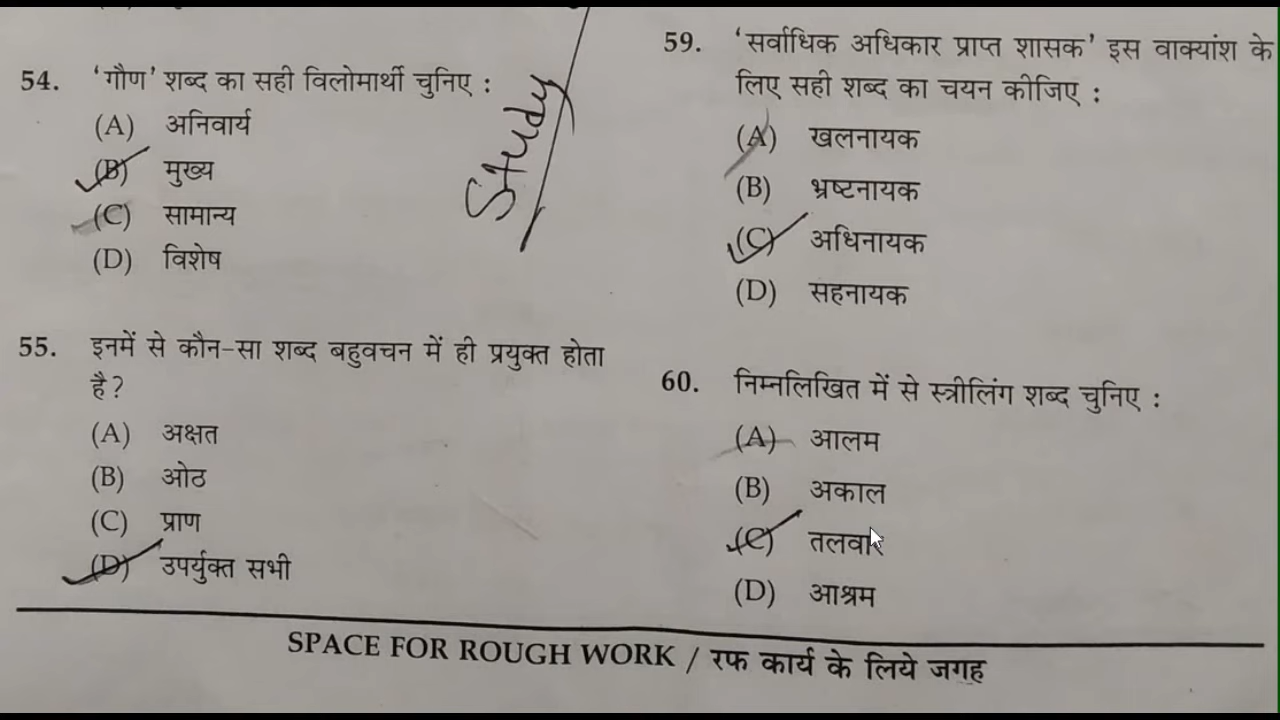 54. 'गौण' शब्द का सही विलोमार्थी चुनिए :
(A) अनिवार्य
(B) मुख्य
(C) सामान्य
(D) विशेष
55. इनमें से कौन-सा शब्द बहुवचन में ही प्रयुक्त होता
है?
(A) अक्षत
(B) ओठ
(C) प्राण
(D) उपर्युक्त सभी
Study
59. 'सर्वाधिक अधिकार प्राप्त शासक' इस वाक्यांश के
लिए सही शब्द का चयन कीजिए :
(A) खलनायक
(B) भ्रष्टनायक
(C) अधिनायक
(D) सहनायक
60. निम्नलिखित में से स्त्रीलिंग शब्द चुनिए :
(A) आलम
(B) अकाल
(C) तलवार
(D) आश्रम
SPACE FOR ROUGH WORK / रफ कार्य के लिये जगह